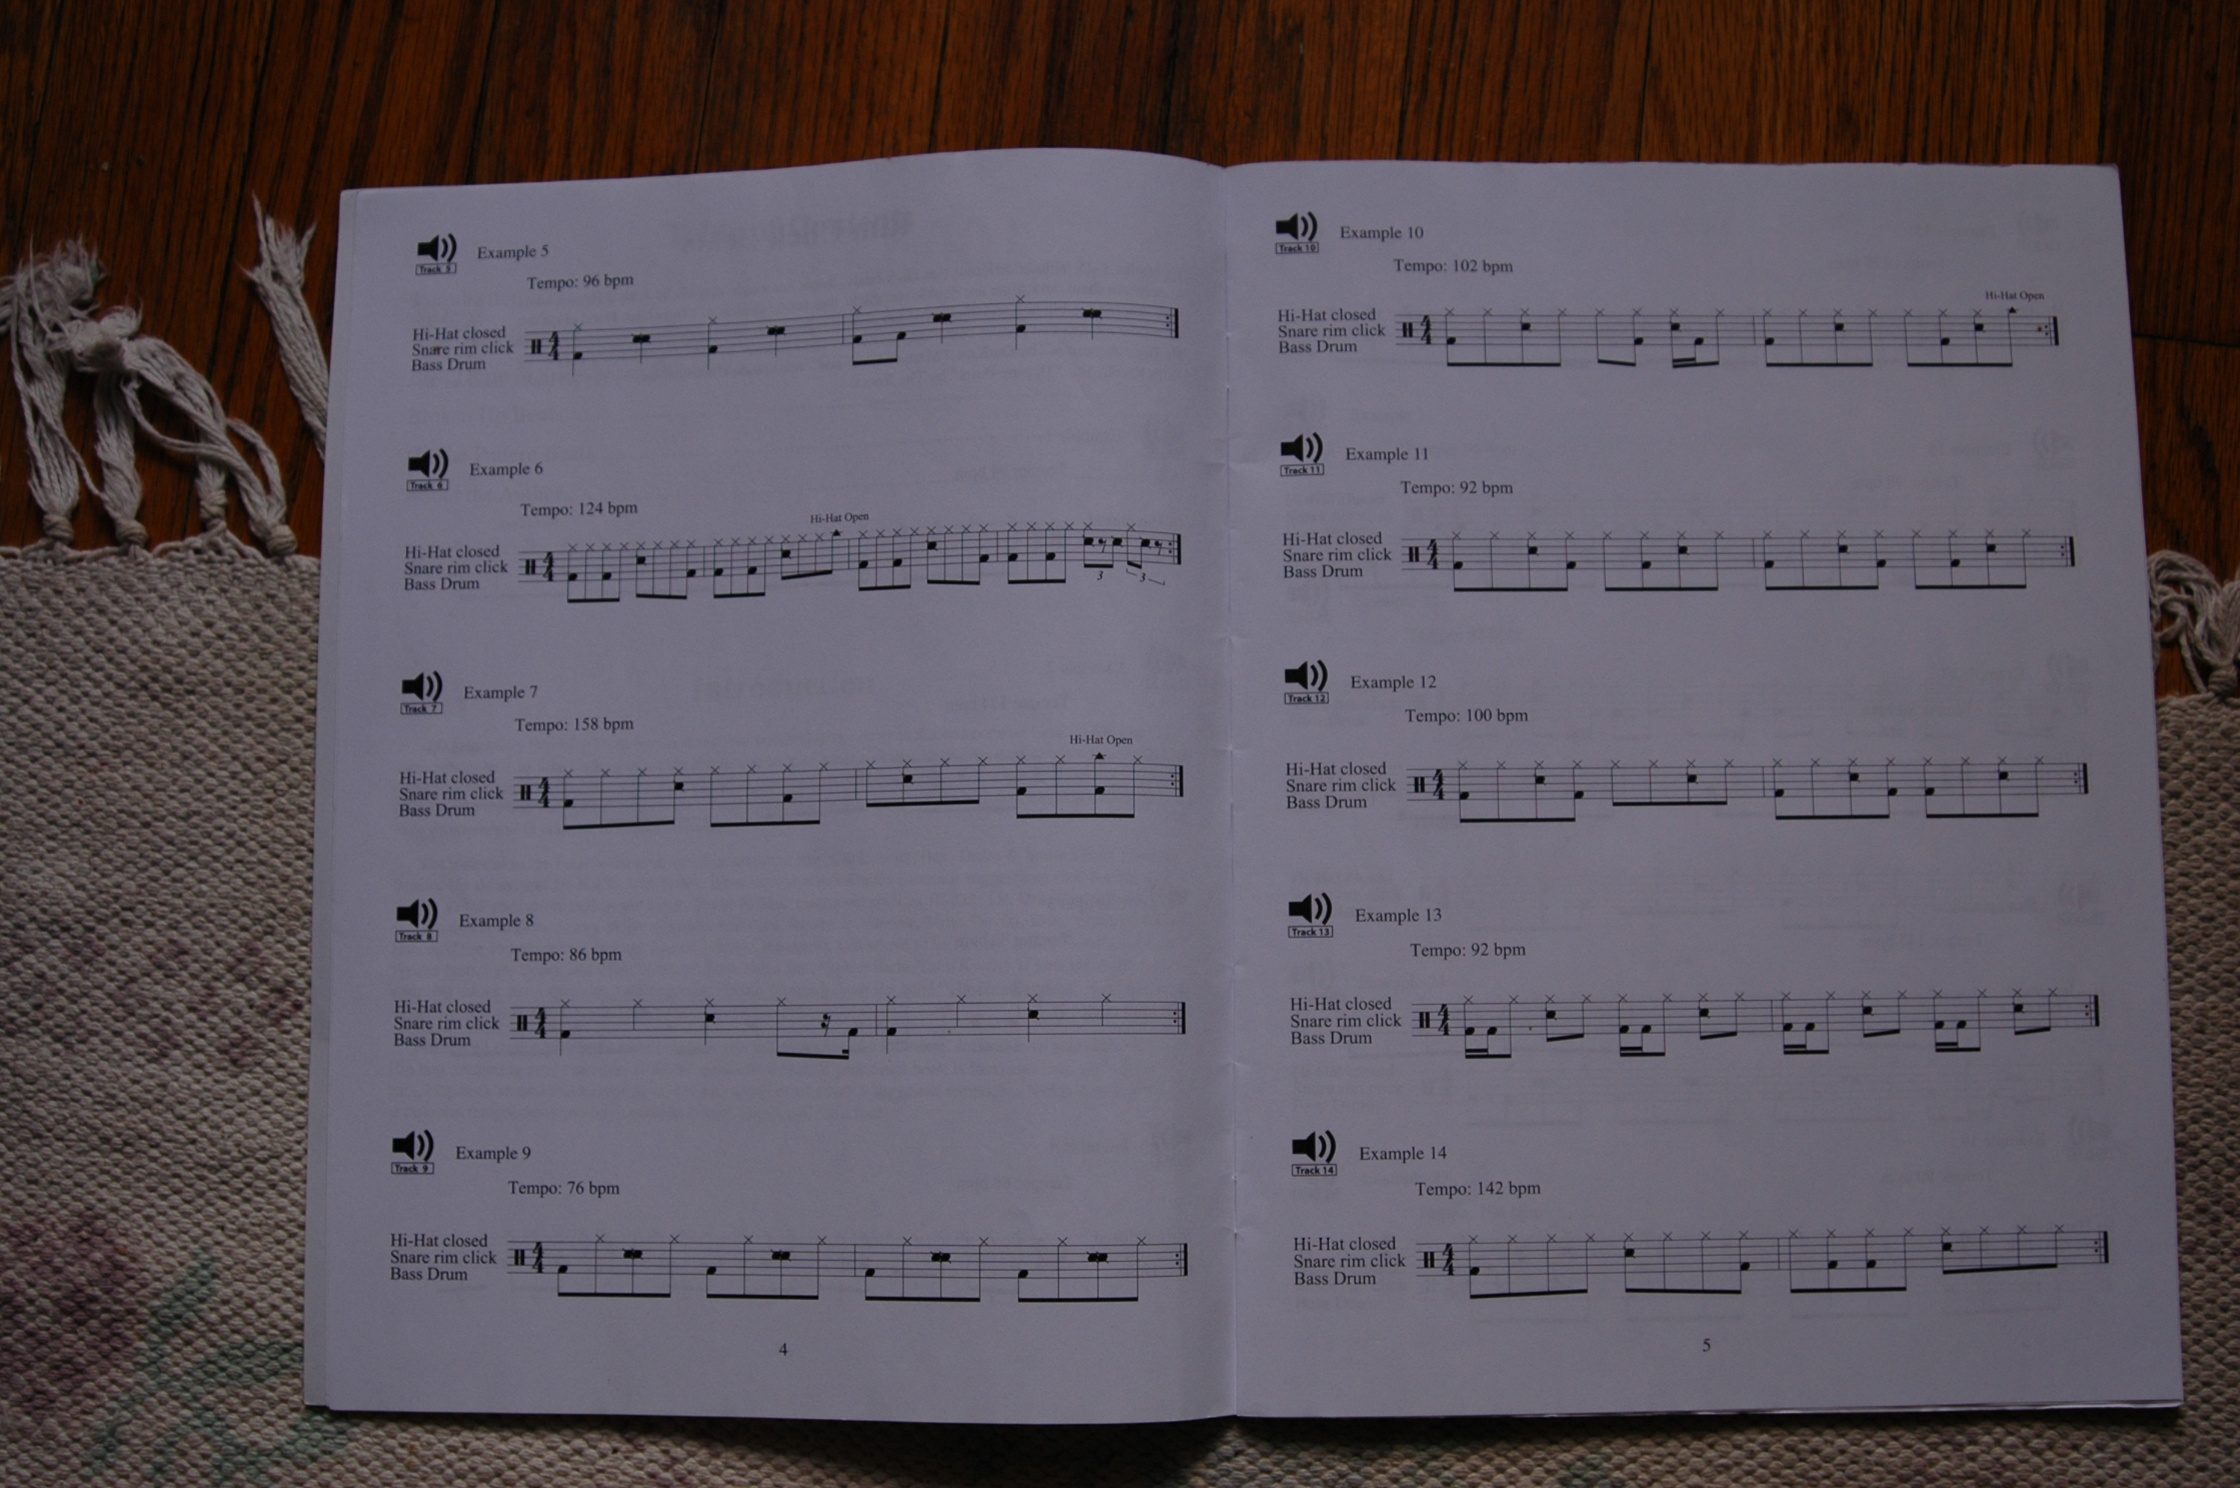 Example 5
Track 5
Tempo: 96 bpm
Hi-Hat closed
Snare rim click
Bass Drum
Example 6
Track 6
Tempo: 124 bpm
Hi-Hat Open
Hi-Hat closed
Snare rim click
Bass Drum
3
3
Example 7
Track 7
Tempo: 158 bpm
Hi-Hat Open
Hi-Hat closed
Snare rim click
Bass Drum
Example 8
Track 8
Tempo: 86 bpm
Hi-Hat closed
Snare rim click
Bass Drum
Example 9
Track 9
Tempo: 76 bpm
Hi-Hat closed
Snare rim click
Bass Drum
4
Example 10
Track 10
Tempo: 102 bpm
Hi-Hat Open
Hi-Hat closed
Snare rim click
Bass Drum
Example 11
Track 11
Tempo: 92 bpm
Hi-Hat closed
Snare rim click
Bass Drum
Example 12
Track 12
Tempo: 100 bpm
Hi-Hat closed
Snare rim click
Bass Drum
Example 13
Track 13
Tempo: 92 bpm
Hi-Hat closed
Snare rim click
Bass Drum
Example 14
Track 14
Tempo: 142 bpm
Hi-Hat closed
Snare rim click
Bass Drum
5